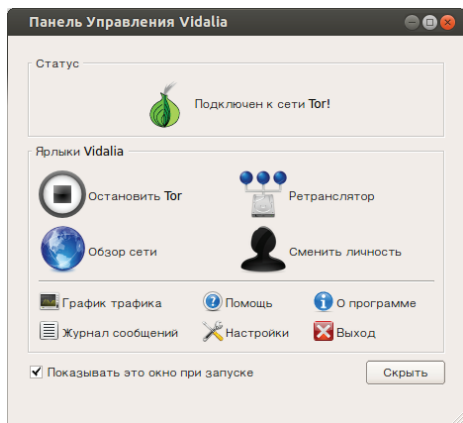 Панель Управления Vidalia
Статус
Подключен к сети Tor!
Ярлыки Vidalia
Остановить Tor
Ретранслятор
Обзор сети
Сменить личность
График трафика
Помощь
О программе
Журнал сообщений
Настройки
Выход
Показывать это окно при запуске
Скрыть